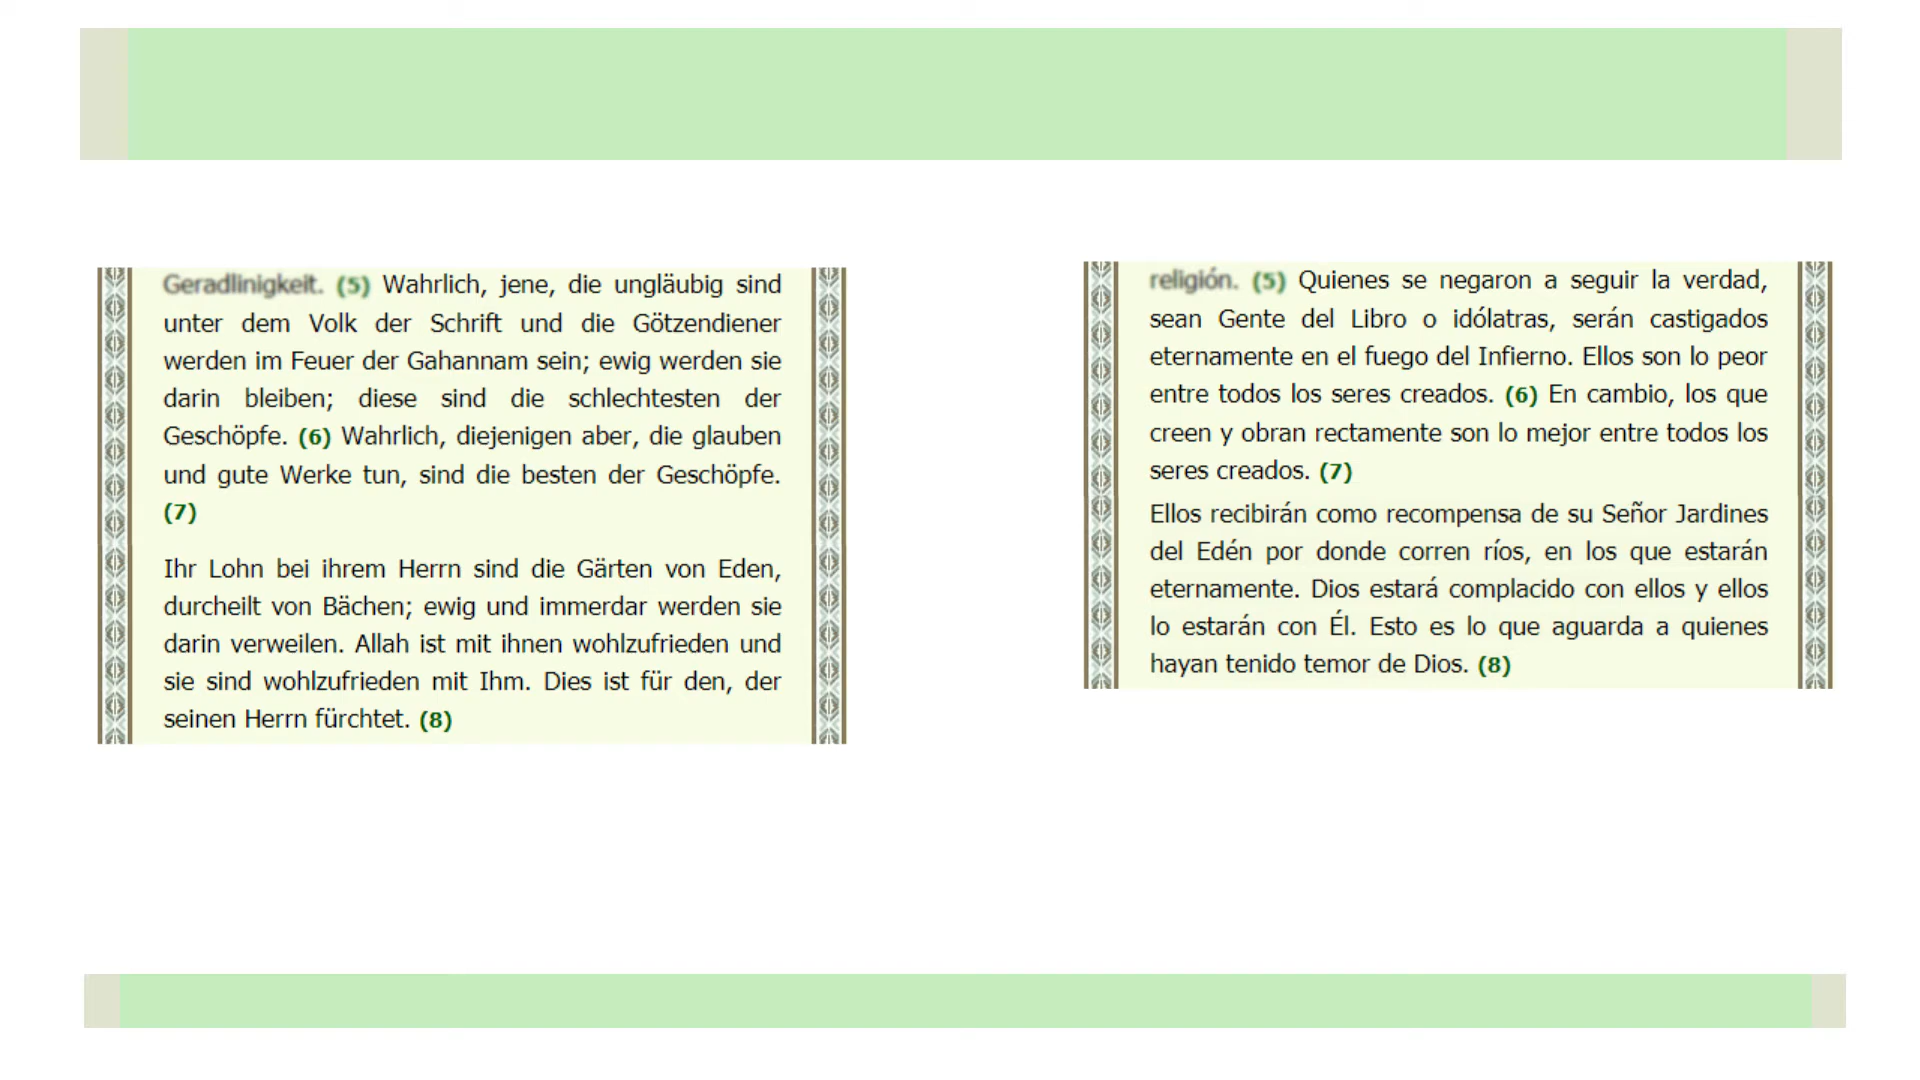 Geradlinigkeit. (5) Wahrlich, jene, die ungläubig sind
unter dem Volk der Schrift und die Götzendiener
werden im Feuer der Gahannam sein; ewig werden sie
darin bleiben; diese sind die schlechtesten der
Geschöpfe. (6) Wahrlich, diejenigen aber, die glauben
und gute Werke tun, sind die besten der Geschöpfe.
(7)
Ihr Lohn bei ihrem Herrn sind die Gärten von Eden,
durcheilt von Bächen; ewig und immerdar werden sie
darin verweilen. Allah ist mit ihnen wohlzufrieden und
sie sind wohlzufrieden mit Ihm. Dies ist für den, der
seinen Herrn fürchtet. (8)
religión. (5) Quienes se negaron a seguir la verdad,
sean Gente del Libro o idólatras, serán castigados
eternamente en el fuego del Infierno. Ellos son lo peor
entre todos los seres creados. (6) En cambio, los que
creen y obran rectamente son lo mejor entre todos los
seres creados. (7)
Ellos recibirán como recompensa de su Señor Jardines
del Edén por donde corren ríos, en los que estarán
eternamente. Dios estará complacido con ellos y ellos
lo estarán con Él. Esto es lo que aguarda a quienes
hayan tenido temor de Dios. (8)